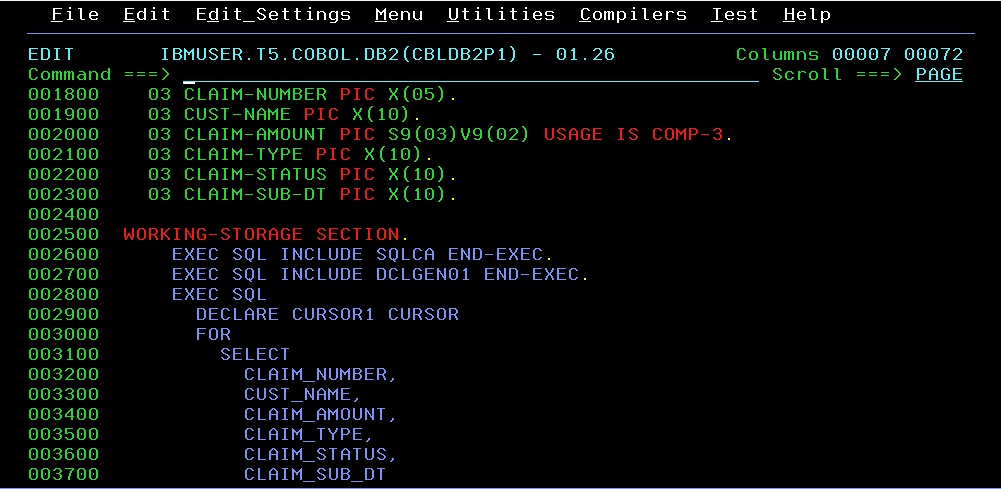 File  Edit  Edit_Settings  Menu  Utilities  Compilers  Test  Help
EDIT       IBMUSER.T5.COBOL.DB2(CBLDB2P1) - 01.26          Columns 00007 00072
Command ===>                                                  Scroll ===> PAGE
001800    03 CLAIM-NUMBER PIC X(05).
001900    03 CUST-NAME PIC X(10).
002000    03 CLAIM-AMOUNT PIC S9(03)V9(02) USAGE IS COMP-3.
002100    03 CLAIM-TYPE PIC X(10).
002200    03 CLAIM-STATUS PIC X(10).
002300    03 CLAIM-SUB-DT PIC X(10).
002400
002500  WORKING-STORAGE SECTION.
002600      EXEC SQL INCLUDE SQLCA END-EXEC.
002700      EXEC SQL INCLUDE DCLGEN01 END-EXEC.
002800      EXEC SQL
002900        DECLARE CURSOR1 CURSOR
003000        FOR
003100          SELECT
003200            CLAIM_NUMBER,
003300            CUST_NAME,
003400            CLAIM_AMOUNT,
003500            CLAIM_TYPE,
003600            CLAIM_STATUS,
003700            CLAIM_SUB_DT